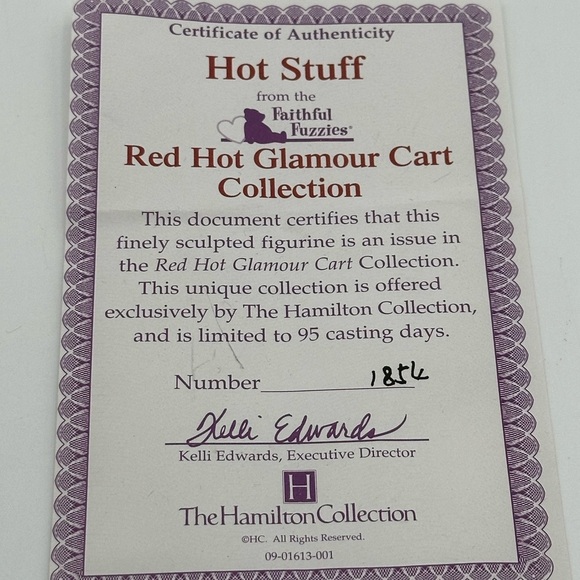 Certificate of Authenticity
Hot Stuff
from the
Faithful
Fuzzies®
Red Hot Glamour Cart
Collection
This document certifies that this
finely sculpted figurine is an issue in
the Red Hot Glamour Cart Collection.
This unique collection is offered
exclusively by The Hamilton Collection,
and is limited to 95 casting days.
Number 1854
Kelli Edwards
Kelli Edwards, Executive Director
H
The Hamilton Collection
©HC. All Rights Reserved.
09-01613-001